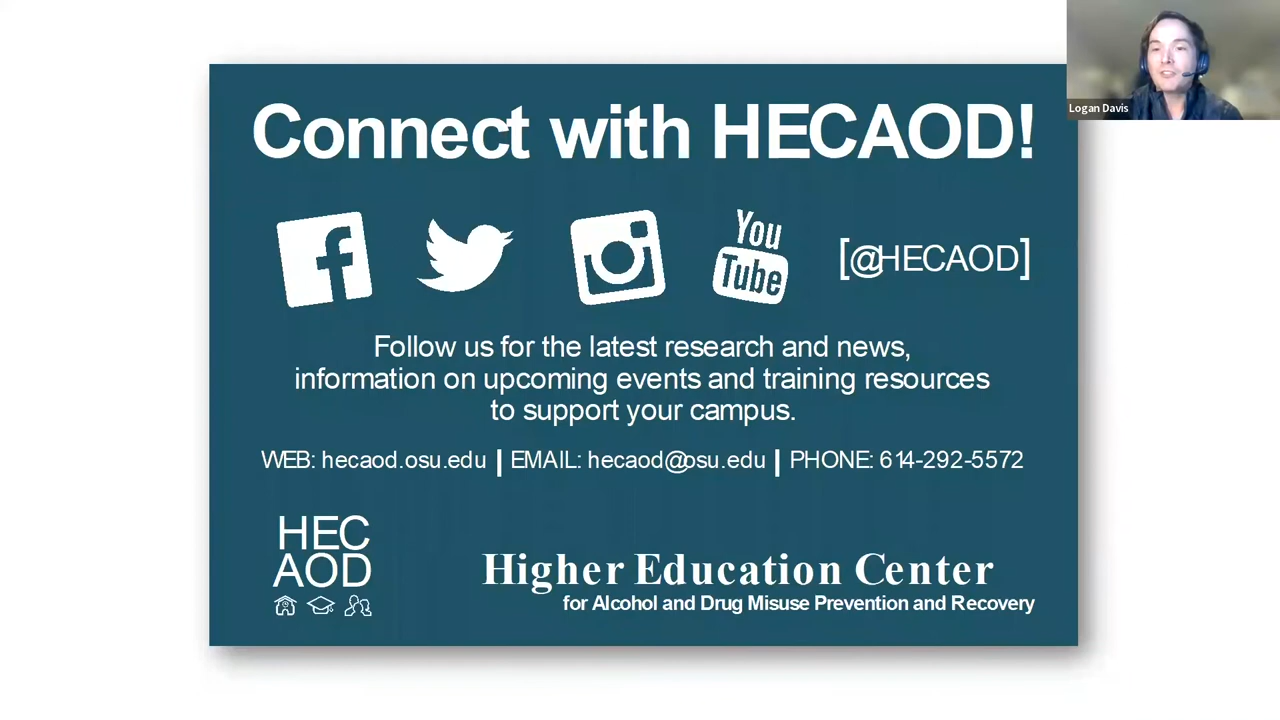 Connect with HECAOD!
You
Tube
[@HECAOD]
Follow us for the latest research and news,
information on upcoming events and training resources
to support your campus.
WEB: hecaod.osu.edu | EMAIL: hecaod@osu.edu | PHONE: 614-292-5572
HEC
AOD
Higher Education Center
for Alcohol and Drug Misuse Prevention and Recovery
Logan Davis